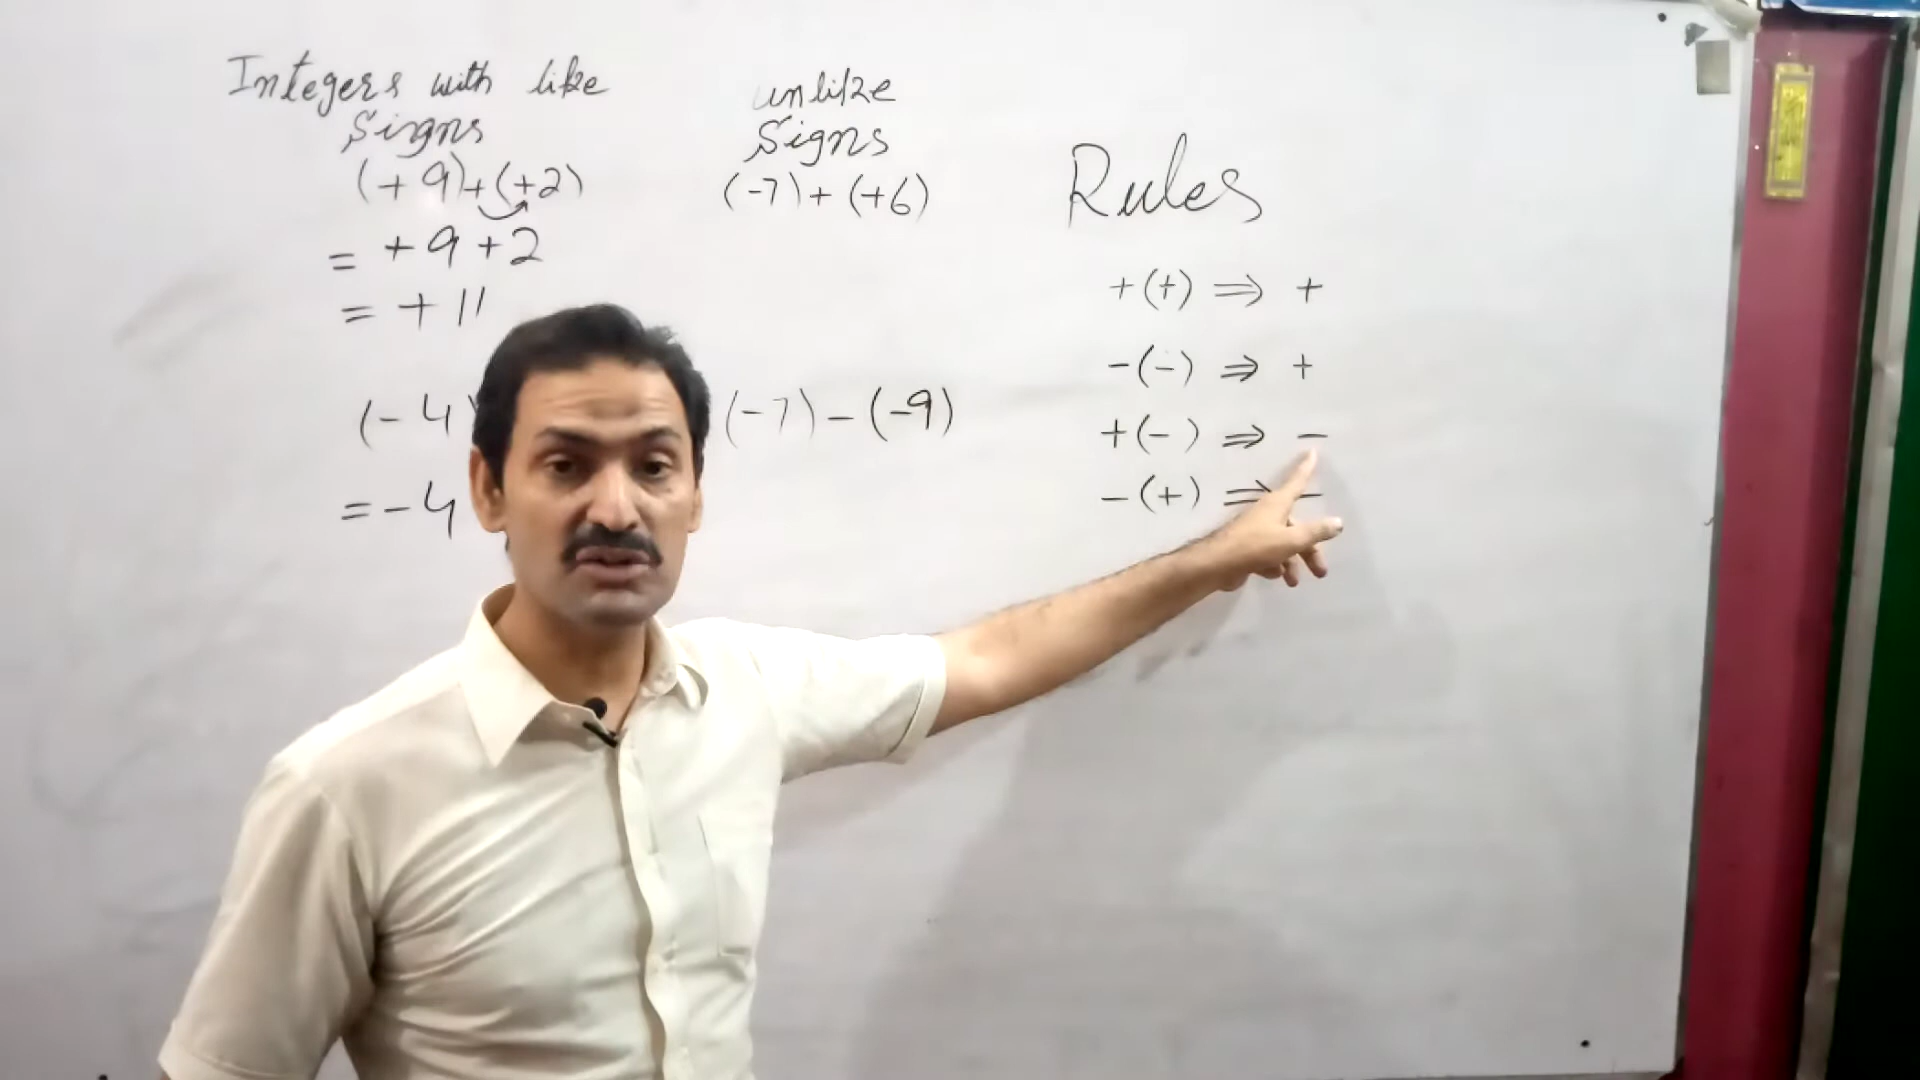 Integers with like
Signs
(+9)+(+2)
= +9+2
= +11
(-4)
= -4
unlike
Signs
(-7)+(+6)
(-7)-(-9)
Rules
+(+) ⇒ +
-(-) ⇒ +
+(-) ⇒ -
-(+) ⇒ -